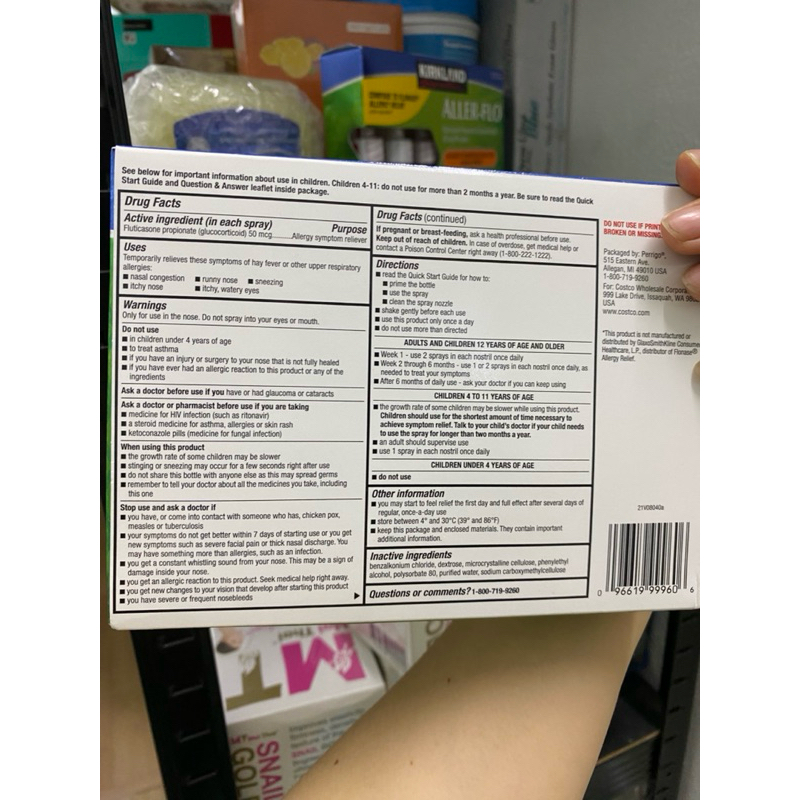 KIRKLAND
ALLER-FLO
See below for important information about use in children. Children 4-11: do not use for more than 2 months a year. Be sure to read the Quick
Start Guide and Question & Answer leaflet inside package.
Drug Facts
Active ingredient (in each spray)
Purpose
Fluticasone propionate (glucocorticoid) 50 mcg
Allergy symptom reliever
Uses
Temporarily relieves these symptoms of hay fever or other upper respiratory
allergies:
■ nasal congestion ■ runny nose ■ sneezing
■ itchy nose ■ itchy, watery eyes
Warnings
Only for use in the nose. Do not spray into your eyes or mouth.
Do not use
■ in children under 4 years of age
■ to treat asthma
■ if you have an injury or surgery to your nose that is not fully healed
■ if you have ever had an allergic reaction to this product or any of the
ingredients
Ask a doctor before use if you have or had glaucoma or cataracts
Ask a doctor or pharmacist before use if you are taking
■ medicine for HIV infection (such as ritonavir)
■ a steroid medicine for asthma, allergies or skin rash
■ ketoconazole pills (medicine for fungal infection)
When using this product
■ the growth rate of some children may be slower
■ stinging or sneezing may occur for a few seconds right after use
■ do not share this bottle with anyone else as this may spread germs
■ remember to tell your doctor about all the medicines you take, including
this one
Stop use and ask a doctor if
■ you have, or come into contact with someone who has, chicken pox,
measles or tuberculosis
■ your symptoms do not get better within 7 days of starting use or you get
new symptoms such as severe facial pain or thick nasal discharge. You
may have something more than allergies, such as an infection.
■ you get a constant whistling sound from your nose. This may be a sign of
damage inside your nose.
■ you get an allergic reaction to this product. Seek medical help right away.
■ you get new changes to your vision that develop after starting this product
■ you have severe or frequent nosebleeds
Drug Facts (continued)
If pregnant or breast-feeding, ask a health professional before use.
Keep out of reach of children. In case of overdose, get medical help or
contact a Poison Control Center right away (1-800-222-1222).
Directions
■ read the Quick Start Guide for how to:
■ prime the bottle
■ use the spray
■ clean the spray nozzle
■ shake gently before each use
■ use this product only once a day
■ do not use more than directed
ADULTS AND CHILDREN 12 YEARS OF AGE AND OLDER
■ Week 1 - use 2 sprays in each nostril once daily
■ Week 2 through 6 months - use 1 or 2 sprays in each nostril once daily, as
needed to treat your symptoms
■ After 6 months of daily use - ask your doctor if you can keep using
CHILDREN 4 TO 11 YEARS OF AGE
■ the growth rate of some children may be slower while using this product.
Children should use for the shortest amount of time necessary to
achieve symptom relief. Talk to your child's doctor if your child needs
to use the spray for longer than two months a year.
■ an adult should supervise use
■ use 1 spray in each nostril once daily
CHILDREN UNDER 4 YEARS OF AGE
■ do not use
Other information
■ you may start to feel relief the first day and full effect after several days of
regular, once-a-day use
■ store between 4° and 30°C (39° and 86°F)
■ keep this package and enclosed materials. They contain important
additional information.
Inactive ingredients
benzalkonium chloride, dextrose, microcrystalline cellulose, phenylethyl
alcohol, polysorbate 80, purified water, sodium carboxymethylcellulose
Questions or comments? 1-800-719-9260
DO NOT USE IF PRINT
BROKEN OR MISSING
Packaged by: Perrigo®,
515 Eastern Ave.
Allegan, MI 49010 USA
1-800-719-9260
For: Costco Wholesale Corpora
999 Lake Drive, Issaquah, WA
USA
www.costco.com
*This product is not manufactured or
distributed by GlaxoSmithKline Consume
Healthcare, L.P., distributor of Flonase®
Allergy Relief.
21V08040a
0 96619 99960 6
MT
SNAIL
GOL